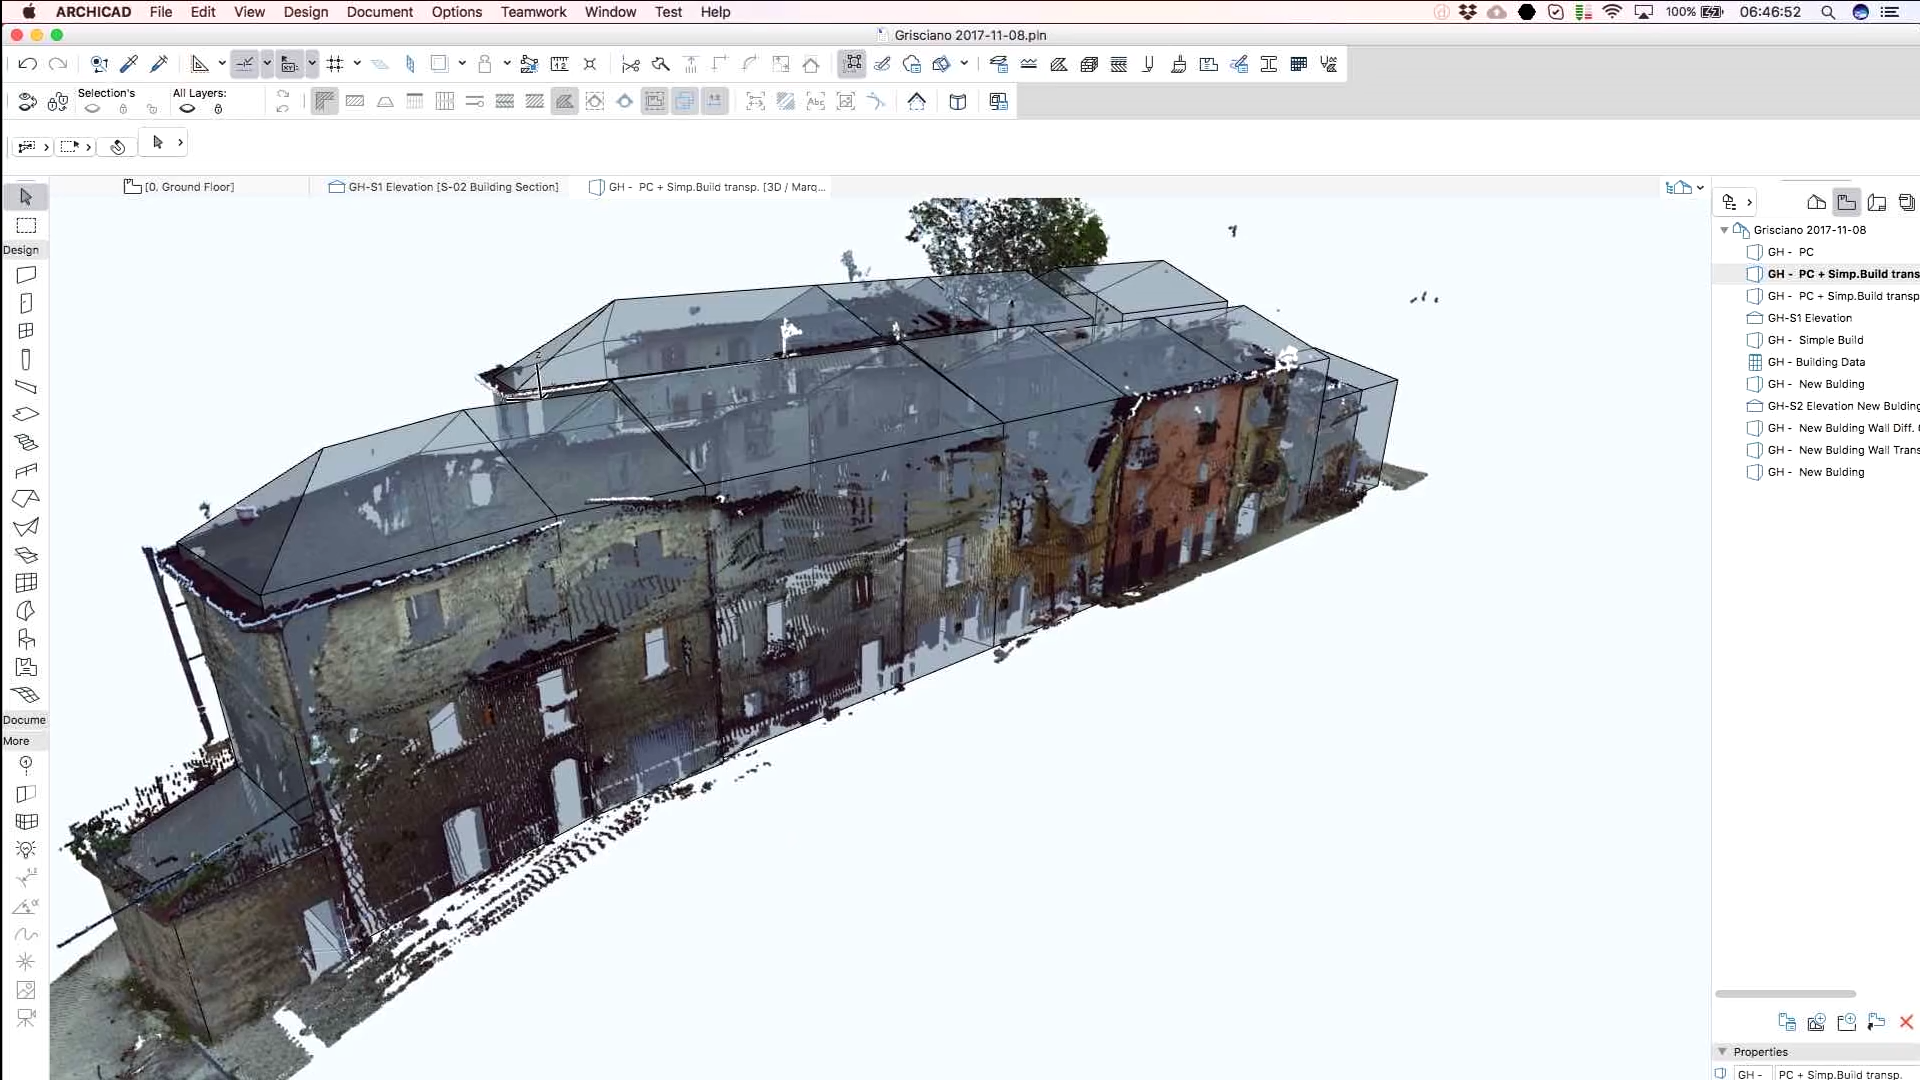 ARCHICAD File Edit View Design Document Options Teamwork Window Test Help 100% 06:46:52
Grisciano 2017-11-08.pln
Selection's
All Layers:
Abc
[0. Ground Floor]
GH-S1 Elevation [S-02 Building Section]
GH - PC + Simp.Build transp. [3D / Marq...
Design
Docume
More
Grisciano 2017-11-08
GH - PC
GH - PC + Simp.Build trans
GH - PC + Simp.Build transp
GH-S1 Elevation
GH - Simple Build
GH - Building Data
GH - New Bulding
GH-S2 Elevation New Bulding
GH - New Bulding Wall Diff.
GH - New Bulding Wall Trans
GH - New Bulding
z
Properties
GH - PC + Simp.Build transp.